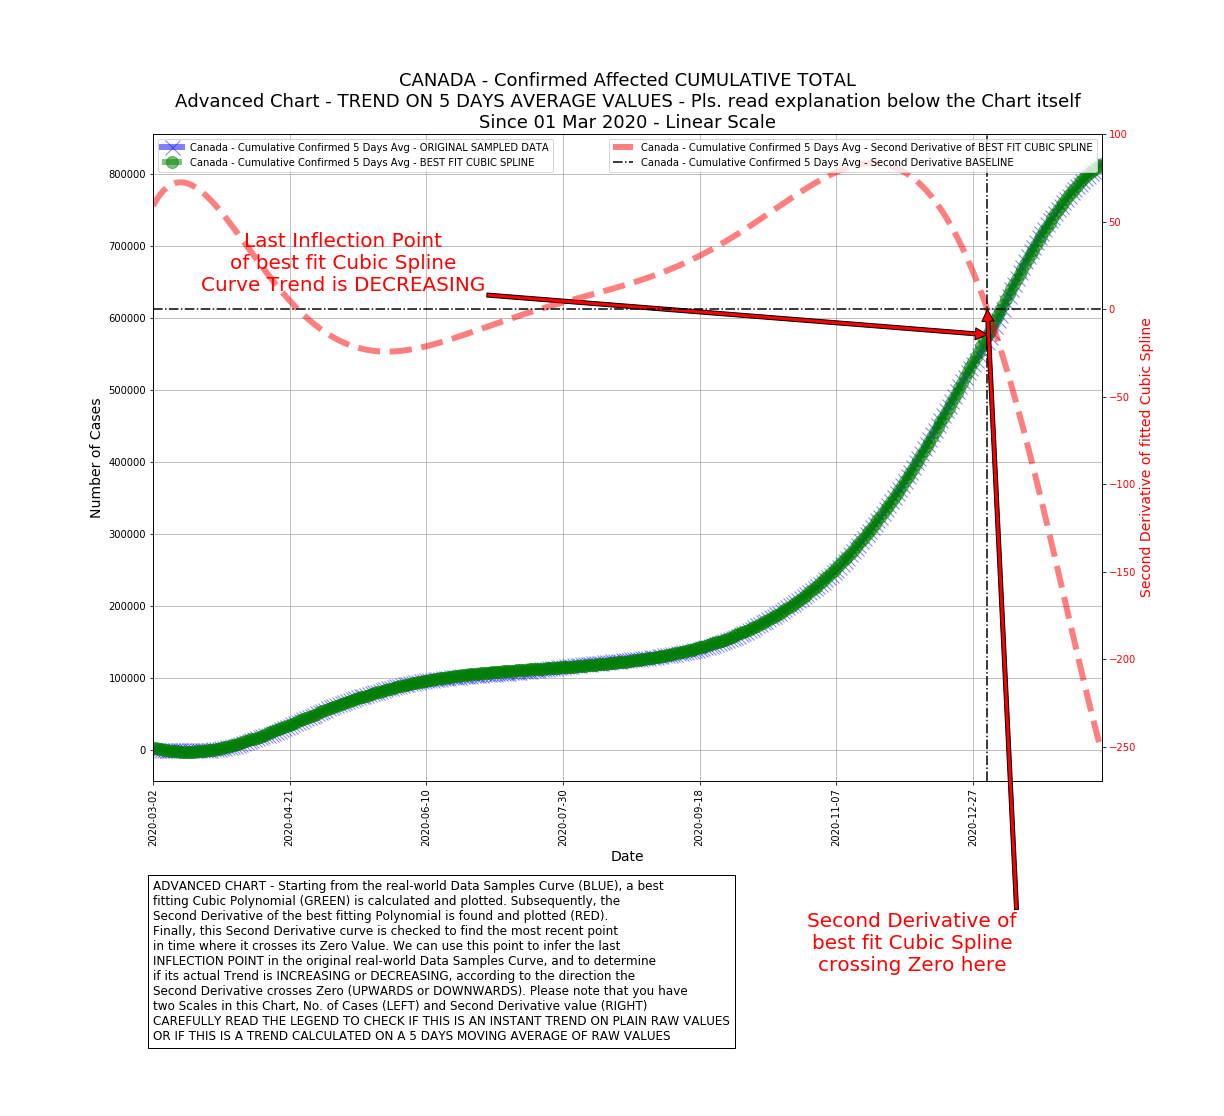 CANADA - Confirmed Affected CUMULATIVE TOTAL
Advanced Chart - TREND ON 5 DAYS AVERAGE VALUES - Pls. read explanation below the Chart itself
Since 01 Mar 2020 - Linear Scale
Canada - Cumulative Confirmed 5 Days Avg - ORIGINAL SAMPLED DATA
Canada - Cumulative Confirmed 5 Days Avg - BEST FIT CUBIC SPLINE
Canada - Cumulative Confirmed 5 Days Avg - Second Derivative of BEST FIT CUBIC SPLINE
Canada - Cumulative Confirmed 5 Days Avg - Second Derivative BASELINE
Last Inflection Point
of best fit Cubic Spline
Curve Trend is DECREASING
Number of Cases
800000
700000
600000
500000
400000
300000
200000
100000
0
100
50
0
−50
−100
−150
−200
−250
Second Derivative of fitted Cubic Spline
2020-03-02
2020-04-21
2020-06-10
2020-07-30
2020-09-18
2020-11-07
2020-12-27
Date
Second Derivative of
best fit Cubic Spline
crossing Zero here
ADVANCED CHART - Starting from the real-world Data Samples Curve (BLUE), a best
fitting Cubic Polynomial (GREEN) is calculated and plotted. Subsequently, the
Second Derivative of the best fitting Polynomial is found and plotted (RED).
Finally, this Second Derivative curve is checked to find the most recent point
in time where it crosses its Zero Value. We can use this point to infer the last
INFLECTION POINT in the original real-world Data Samples Curve, and to determine
if its actual Trend is INCREASING or DECREASING, according to the direction the
Second Derivative crosses Zero (UPWARDS or DOWNWARDS). Please note that you have
two Scales in this Chart, No. of Cases (LEFT) and Second Derivative value (RIGHT)
CAREFULLY READ THE LEGEND TO CHECK IF THIS IS AN INSTANT TREND ON PLAIN RAW VALUES
OR IF THIS IS A TREND CALCULATED ON A 5 DAYS MOVING AVERAGE OF RAW VALUES